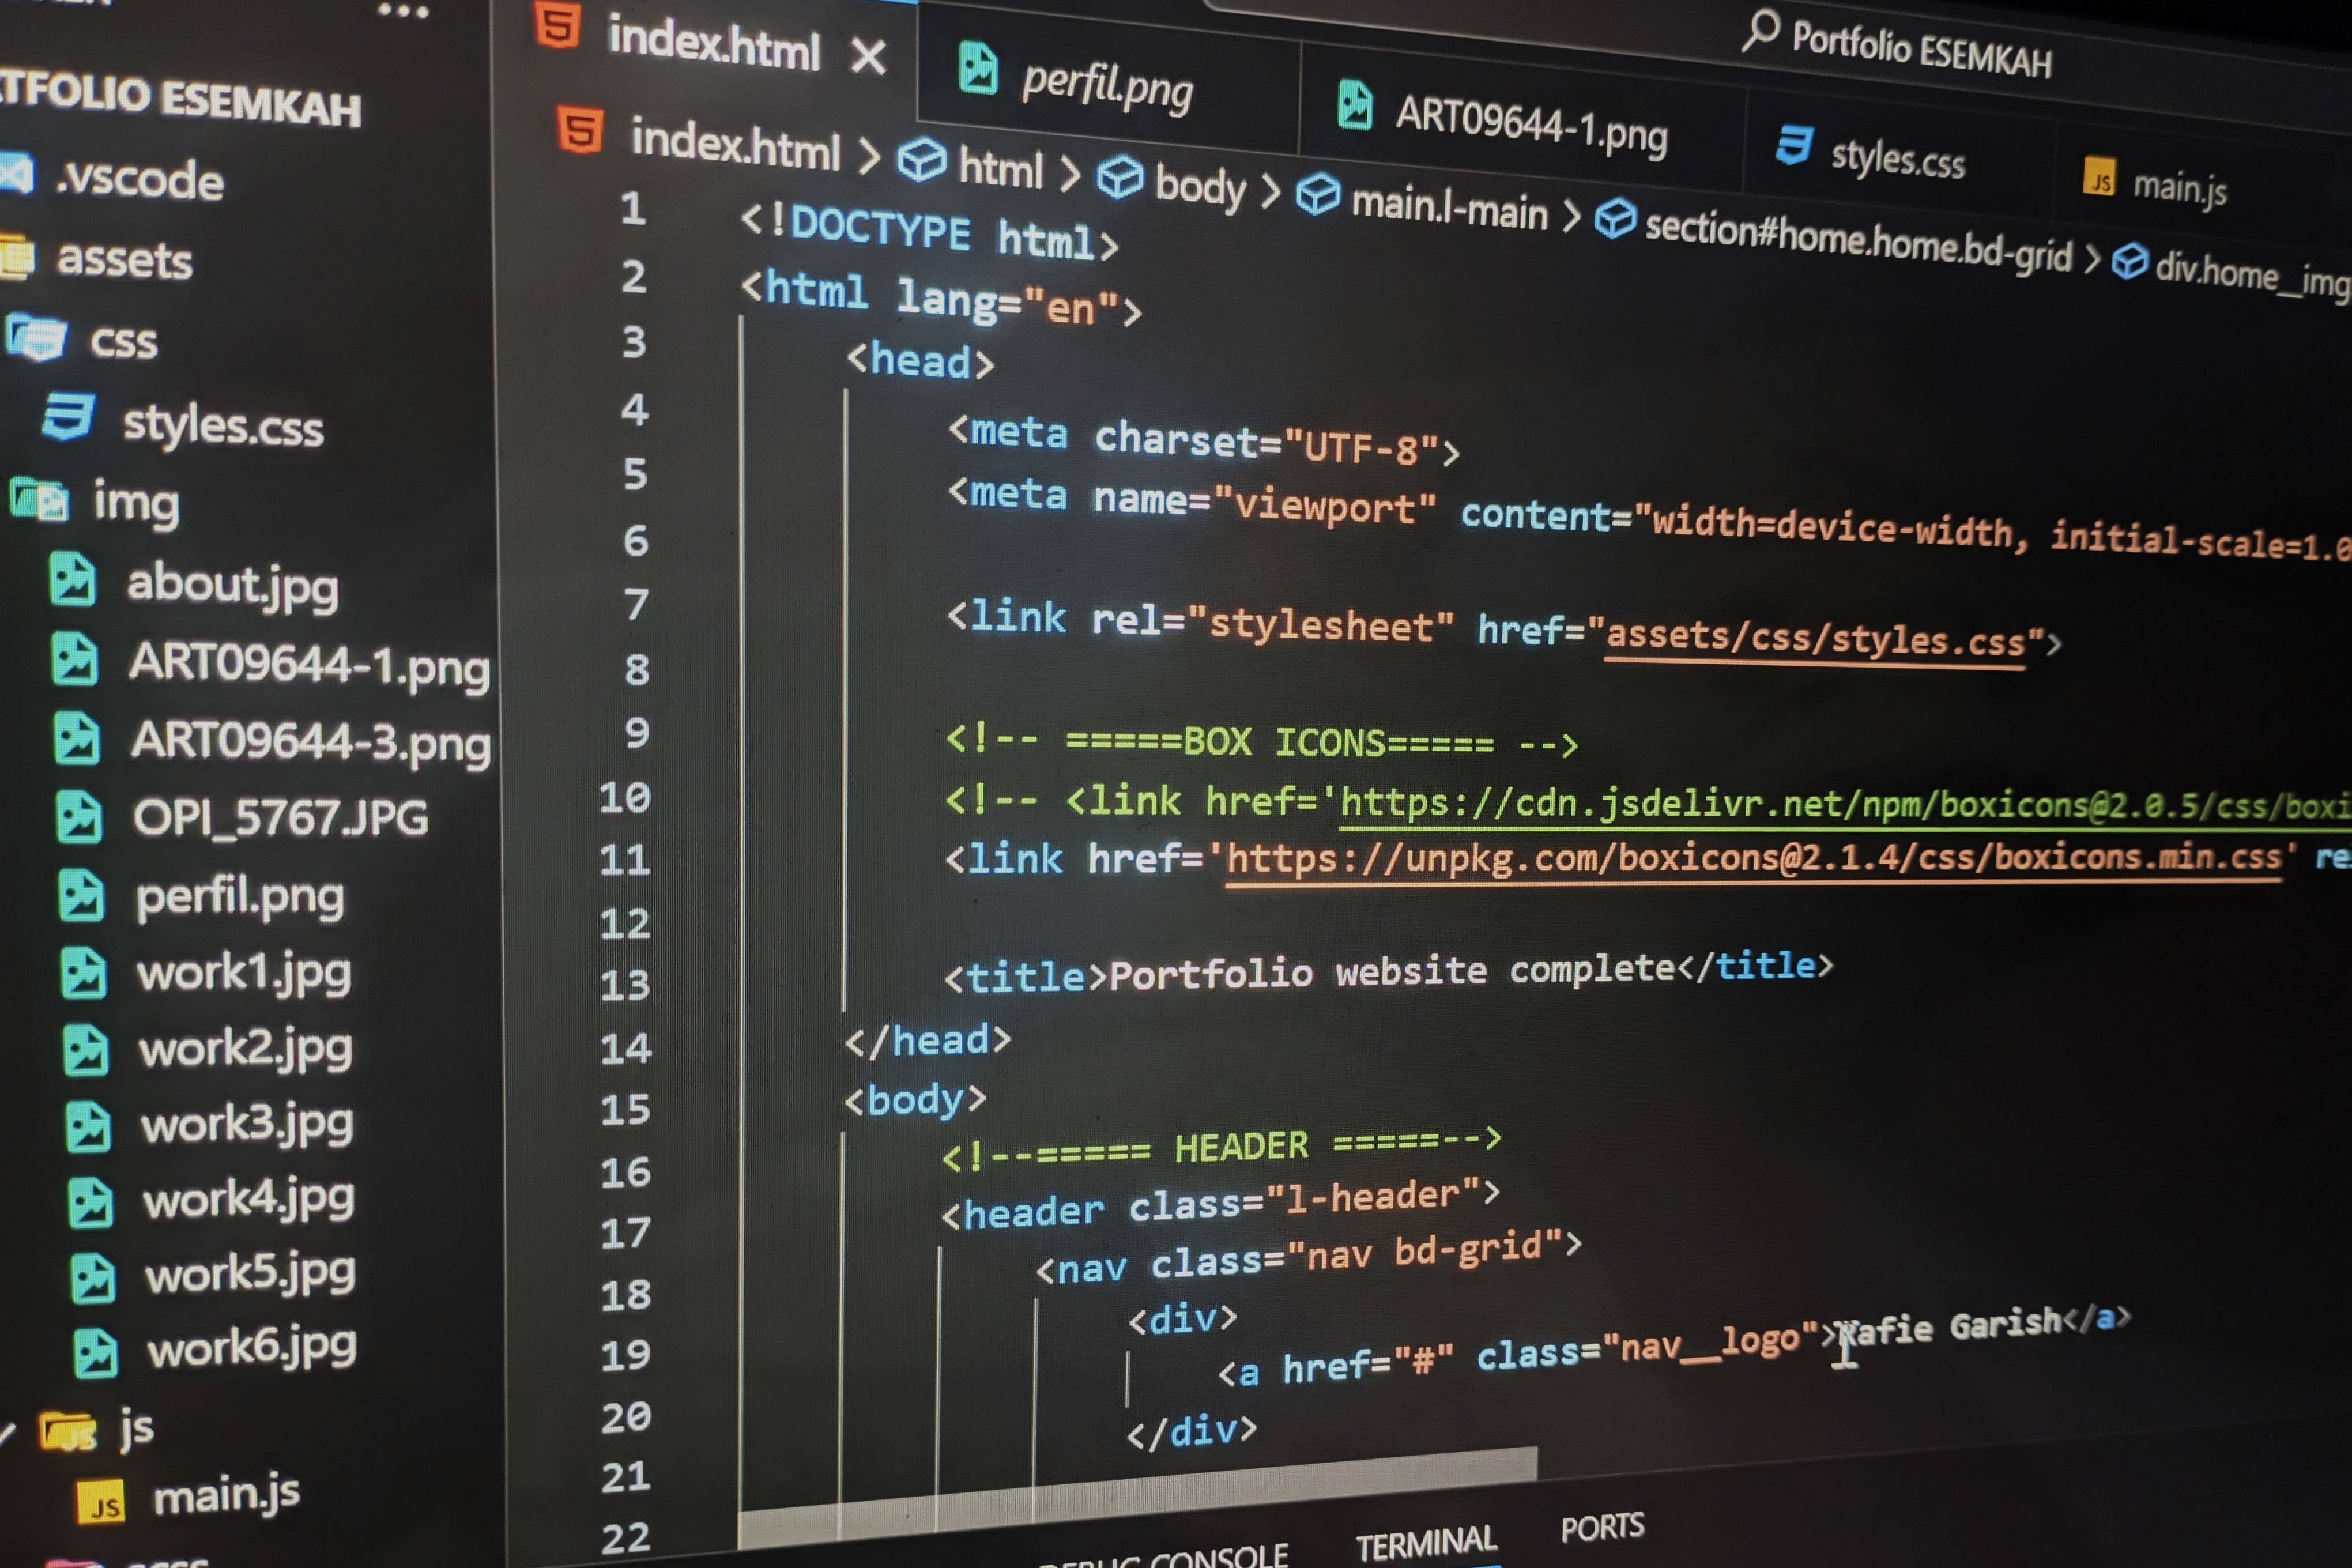 Portfolio ESEMKAH
index.html
perfil.png
ART09644-1.png
styles.css
main.js
index.html > html > body > main.l-main > section#home.home.bd-grid > div.home__img
TFOLIO ESEMKAH
.vscode
assets
css
styles.css
img
about.jpg
ART09644-1.png
ART09644-3.png
OPI_5767.JPG
perfil.png
work1.jpg
work2.jpg
work3.jpg
work4.jpg
work5.jpg
work6.jpg
js
main.js
1 <!DOCTYPE html>
2 <html lang="en">
3 <head>
4 <meta charset="UTF-8">
5 <meta name="viewport" content="width=device-width, initial-scale=1.0
6
7 <link rel="stylesheet" href="assets/css/styles.css">
8
9 <!-- =====BOX ICONS===== -->
10 <!-- <link href='https://cdn.jsdelivr.net/npm/boxicons@2.0.5/css/boxi
11 <link href='https://unpkg.com/boxicons@2.1.4/css/boxicons.min.css' re
12
13 <title>Portfolio website complete</title>
14 </head>
15 <body>
16 <!--===== HEADER =====-->
17 <header class="l-header">
18 <nav class="nav bd-grid">
19 <div>
20 <a href="#" class="nav__logo">Rafie Garish</a>
21 </div>
22
DEBUG CONSOLE
TERMINAL
PORTS